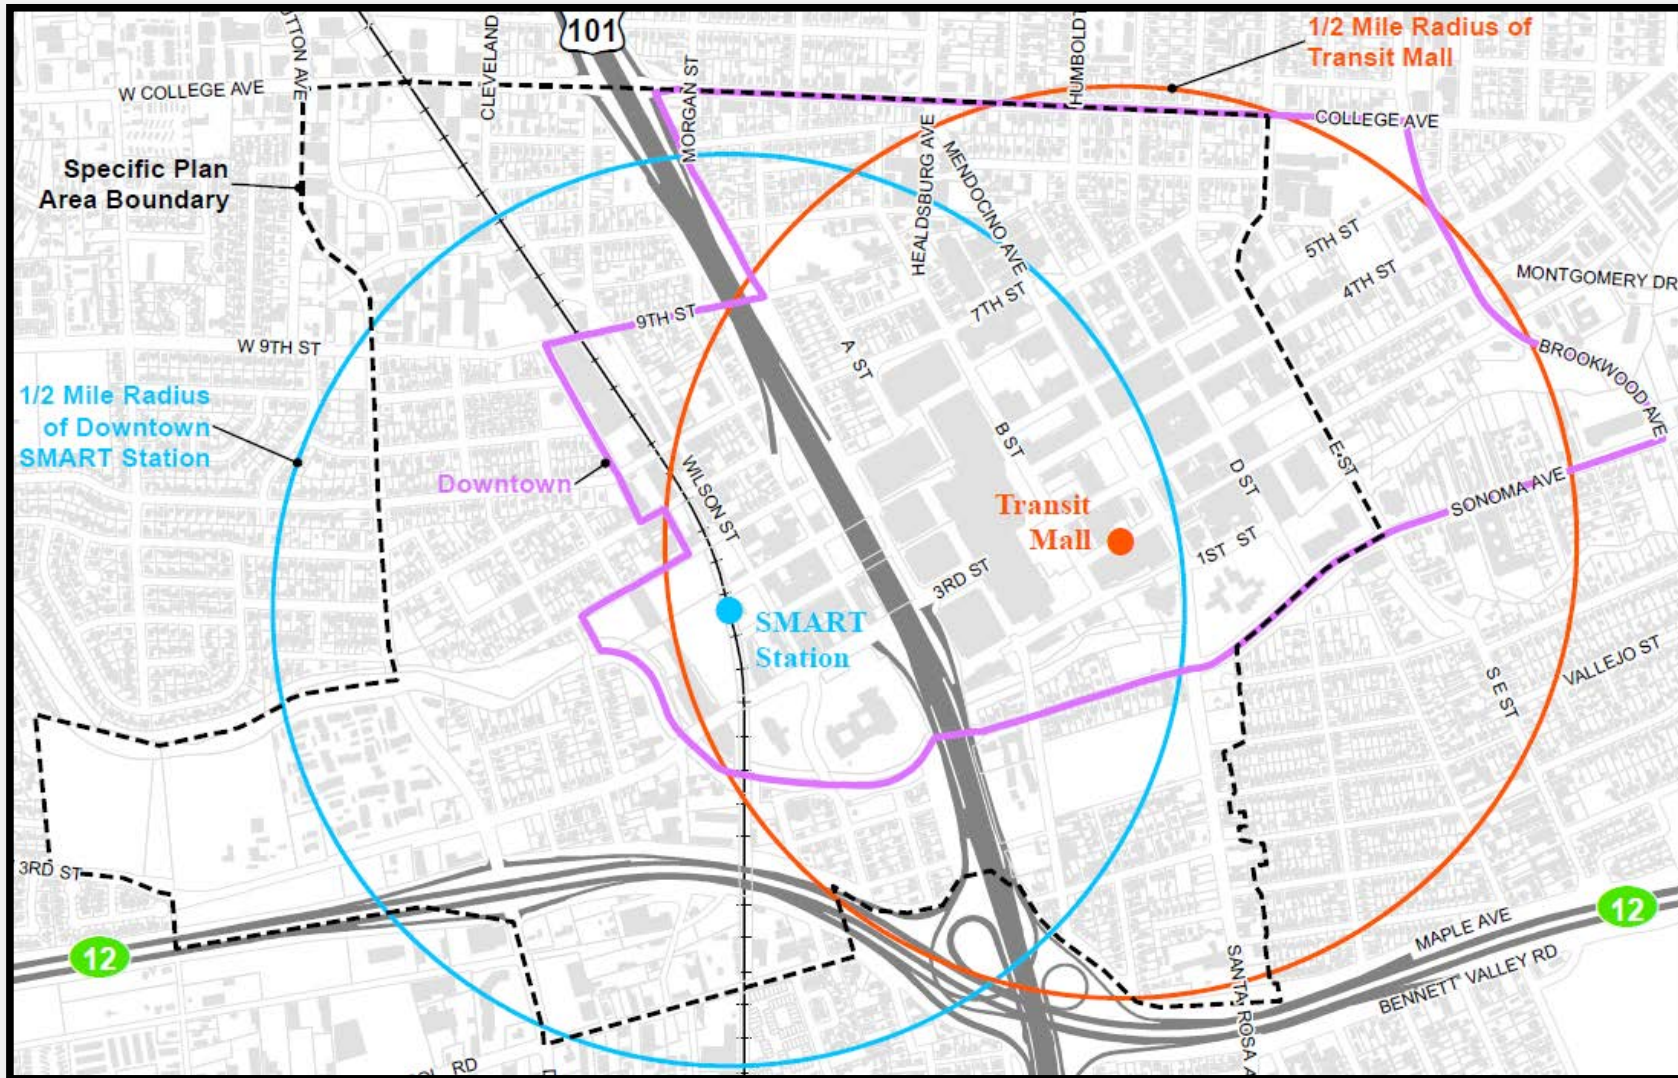 101
1/2 Mile Radius of
Transit Mall
CLEVELAND
HUMBOLDT
W COLLEGE AVE
MORGAN ST
COLLEGE AVE
Specific Plan
Area Boundary
HEALDSBURG AVE
MENDOCINO AVE
5TH ST
4TH ST
MONTGOMERY DR
7TH ST
9TH ST
W 9TH ST
A ST
BROOKWOOD AVE
1/2 Mile Radius
of Downtown
SMART Station
B ST
E ST
Downtown
WILSON ST
D ST
SONOMA AVE
Transit
Mall
1ST ST
3RD ST
SMART
Station
VALLEJO ST
S E ST
3RD ST
12
12
MAPLE AVE
BENNETT VALLEY RD
SANTA ROSA A
RD